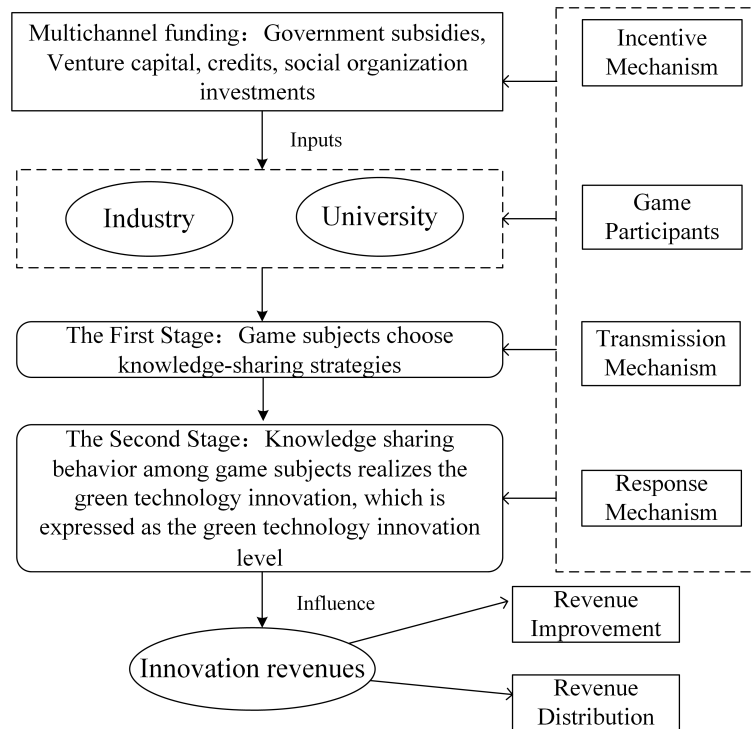 Multichannel funding：Government subsidies,
Venture capital, credits, social organization
investments
Incentive
Mechanism
Inputs
Industry
University
Game
Participants
The First Stage：Game subjects choose
knowledge-sharing strategies
Transmission
Mechanism
The Second Stage：Knowledge sharing
behavior among game subjects realizes the
green technology innovation, which is
expressed as the green technology innovation
level
Response
Mechanism
Influence
Innovation revenues
Revenue
Improvement
Revenue
Distribution